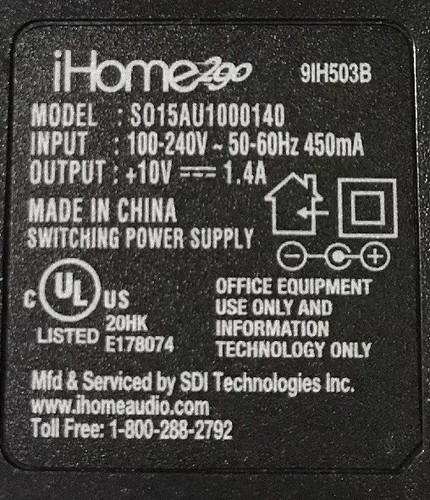 iHome2go 9IH503B
MODEL : SO15AU1000140
INPUT : 100-240V ~ 50-60Hz 450mA
OUTPUT : +10V ⎓ 1.4A
MADE IN CHINA
SWITCHING POWER SUPPLY
C UL US
LISTED 20HK
E178074
OFFICE EQUIPMENT
USE ONLY AND
INFORMATION
TECHNOLOGY ONLY
Mfd & Serviced by SDI Technologies Inc.
www.ihomeaudio.com
Toll Free: 1-800-288-2792